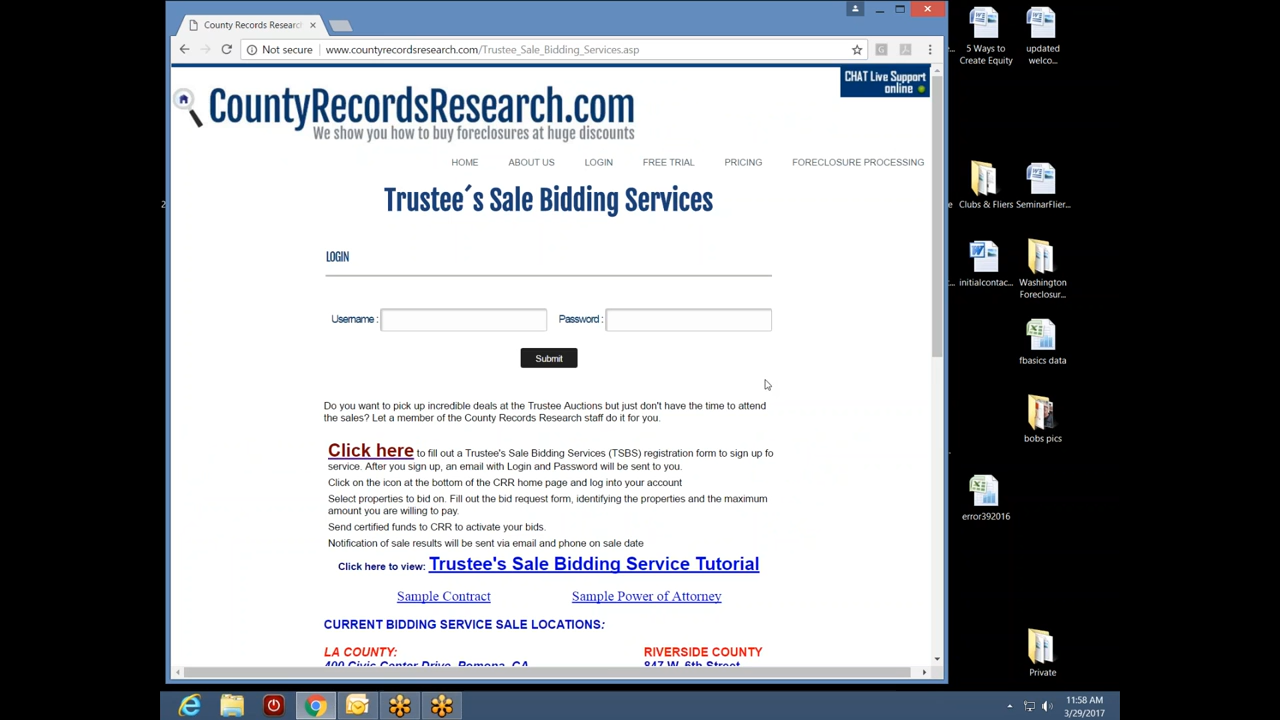 County Records Research
Not secure
www.countyrecordsresearch.com/Trustee_Sale_Bidding_Services.asp
CHAT Live Support
online
CountyRecordsResearch.com
We show you how to buy foreclosures at huge discounts
HOME ABOUT US LOGIN FREE TRIAL PRICING FORECLOSURE PROCESSING
Trustee´s Sale Bidding Services
LOGIN
Username : Password :
Submit
Do you want to pick up incredible deals at the Trustee Auctions but just don't have the time to attend
the sales? Let a member of the County Records Research staff do it for you.
Click here to fill out a Trustee's Sale Bidding Services (TSBS) registration form to sign up fo
service. After you sign up, an email with Login and Password will be sent to you.
Click on the icon at the bottom of the CRR home page and log into your account
Select properties to bid on. Fill out the bid request form, identifying the properties and the maximum
amount you are willing to pay.
Send certified funds to CRR to activate your bids.
Notification of sale results will be sent via email and phone on sale date
Click here to view: Trustee's Sale Bidding Service Tutorial
Sample Contract Sample Power of Attorney
CURRENT BIDDING SERVICE SALE LOCATIONS:
LA COUNTY: RIVERSIDE COUNTY
400 Civic Center Drive, Pomona, CA 847 W. 6th Street
5 Ways to
Create Equity
updated
welco...
Clubs & Fliers
SeminarFlier...
initialcontac...
Washington
Foreclosur...
fbasics data
bobs pics
error392016
Private
11:58 AM
3/29/2017